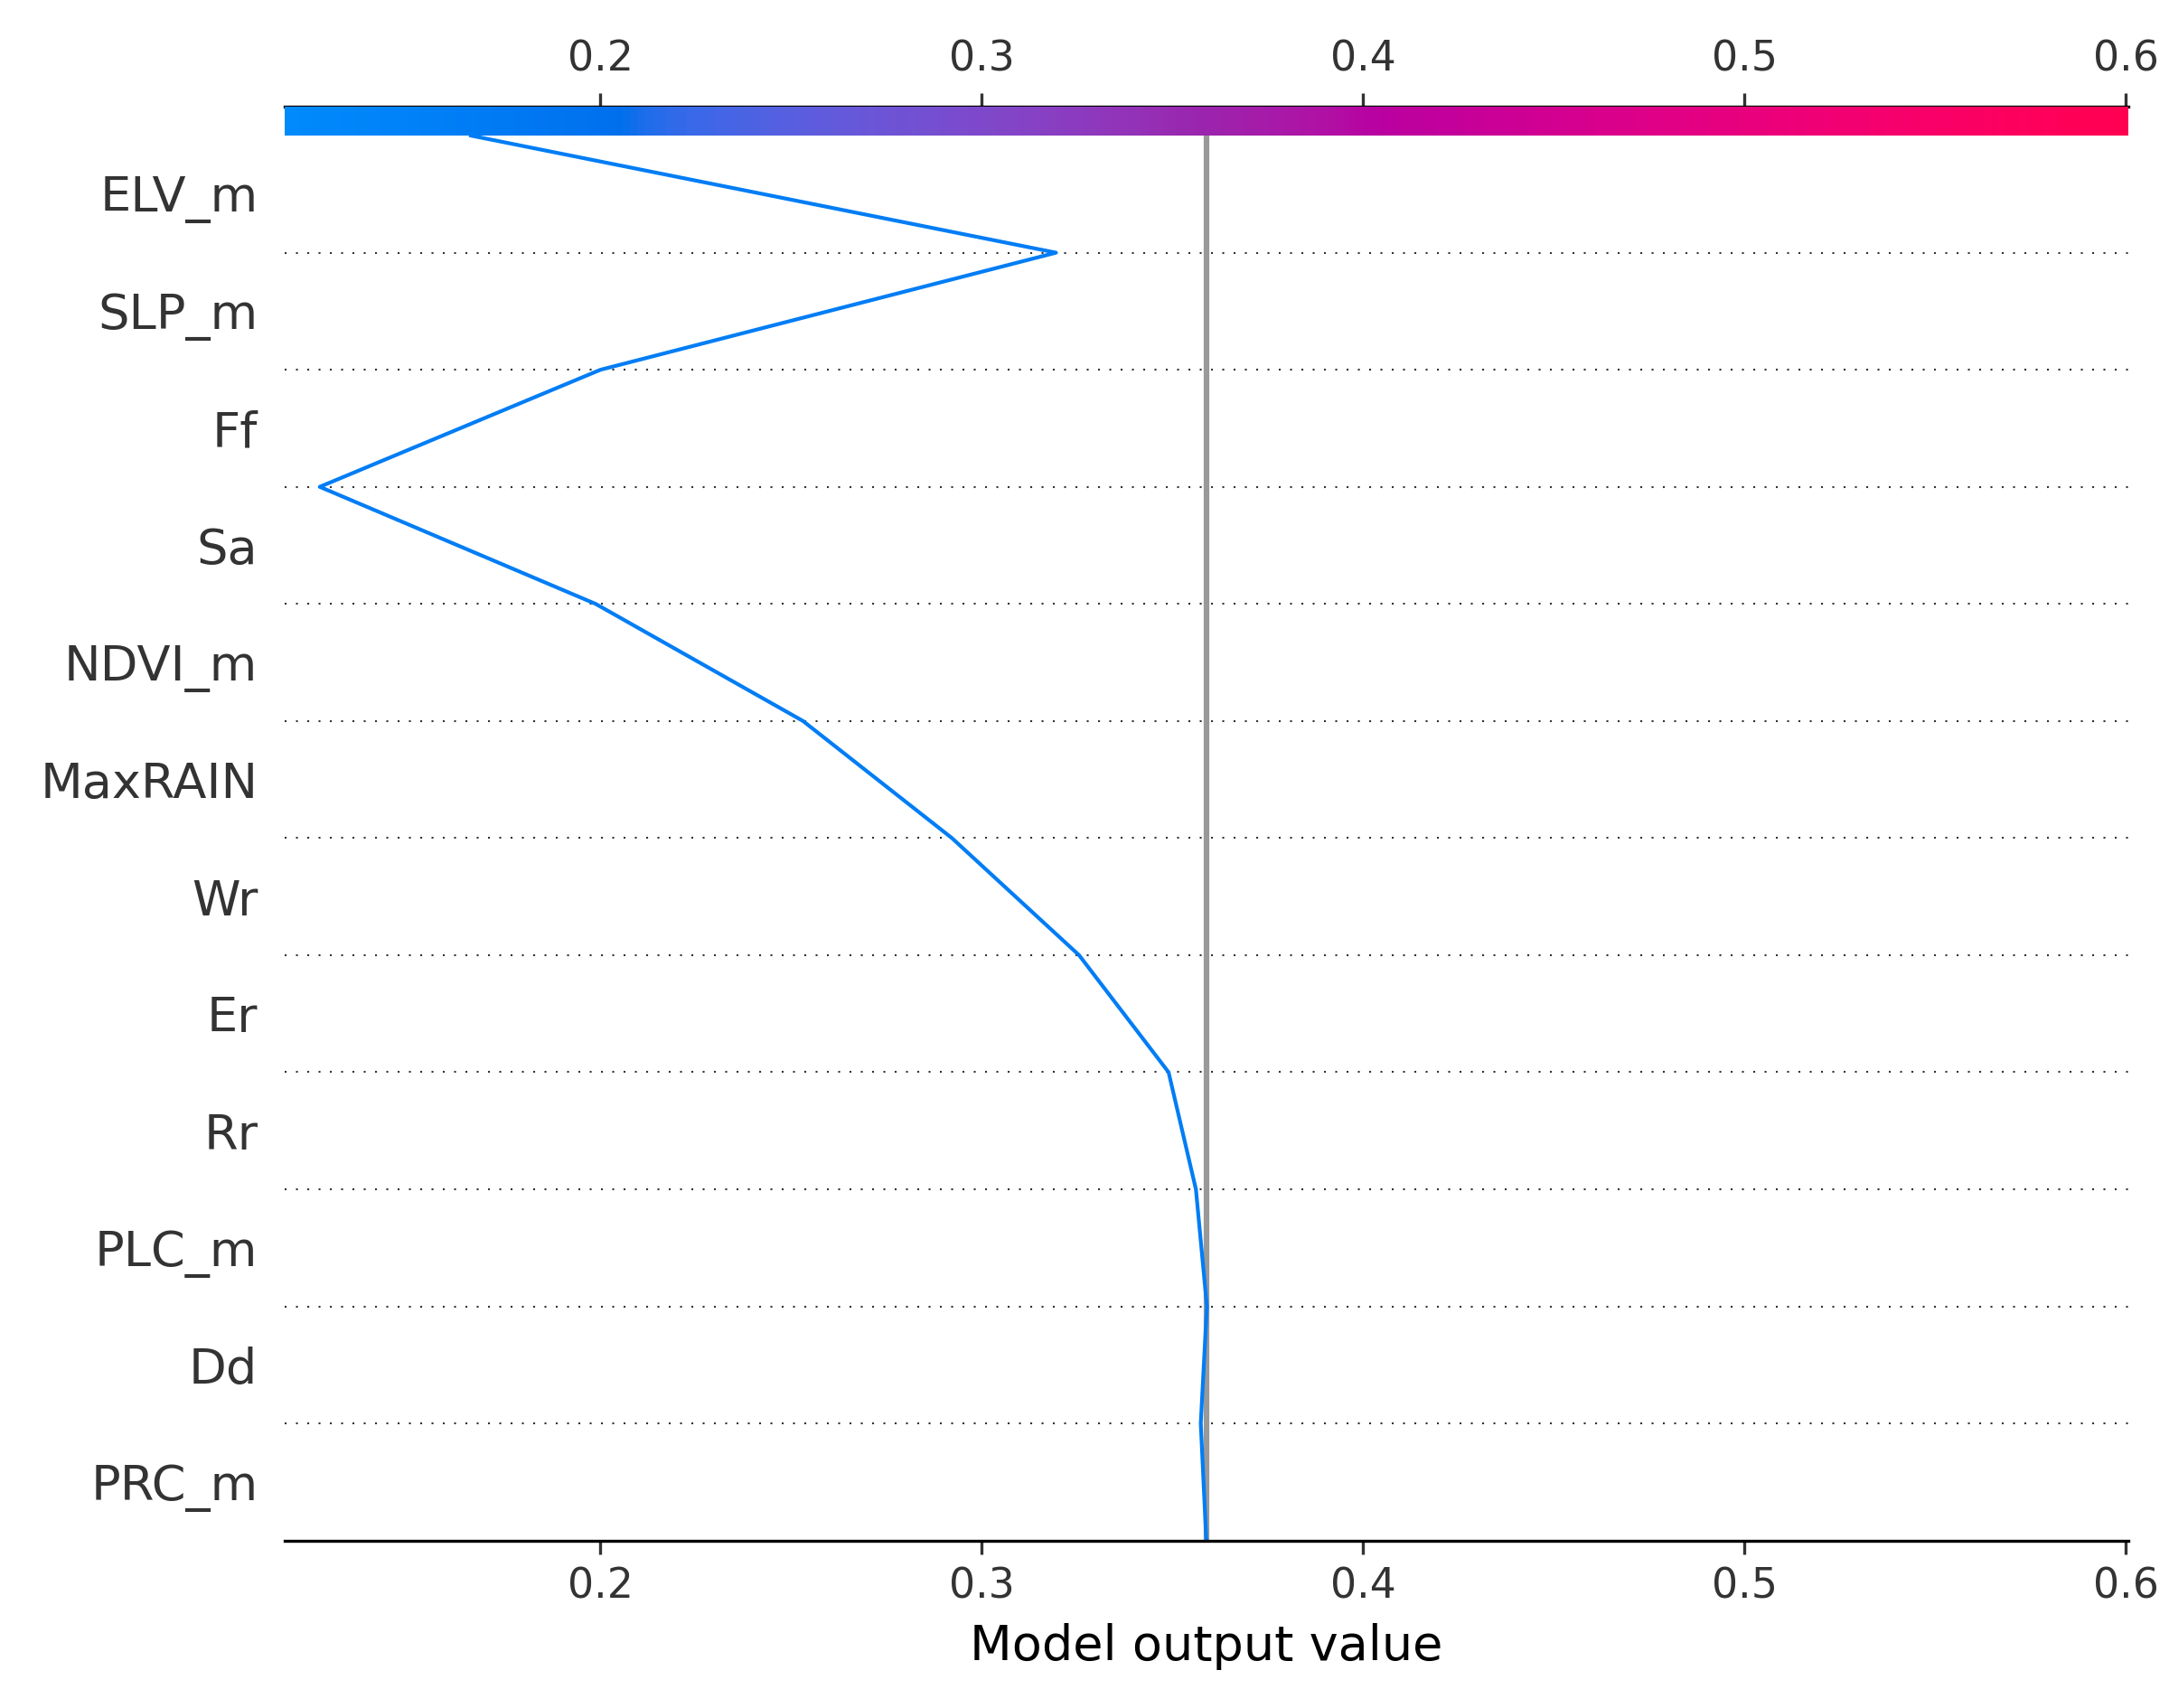 0.2 0.3 0.4 0.5 0.6
ELV_m
SLP_m
Ff
Sa
NDVI_m
MaxRAIN
Wr
Er
Rr
PLC_m
Dd
PRC_m
0.2 0.3 0.4 0.5 0.6
Model output value